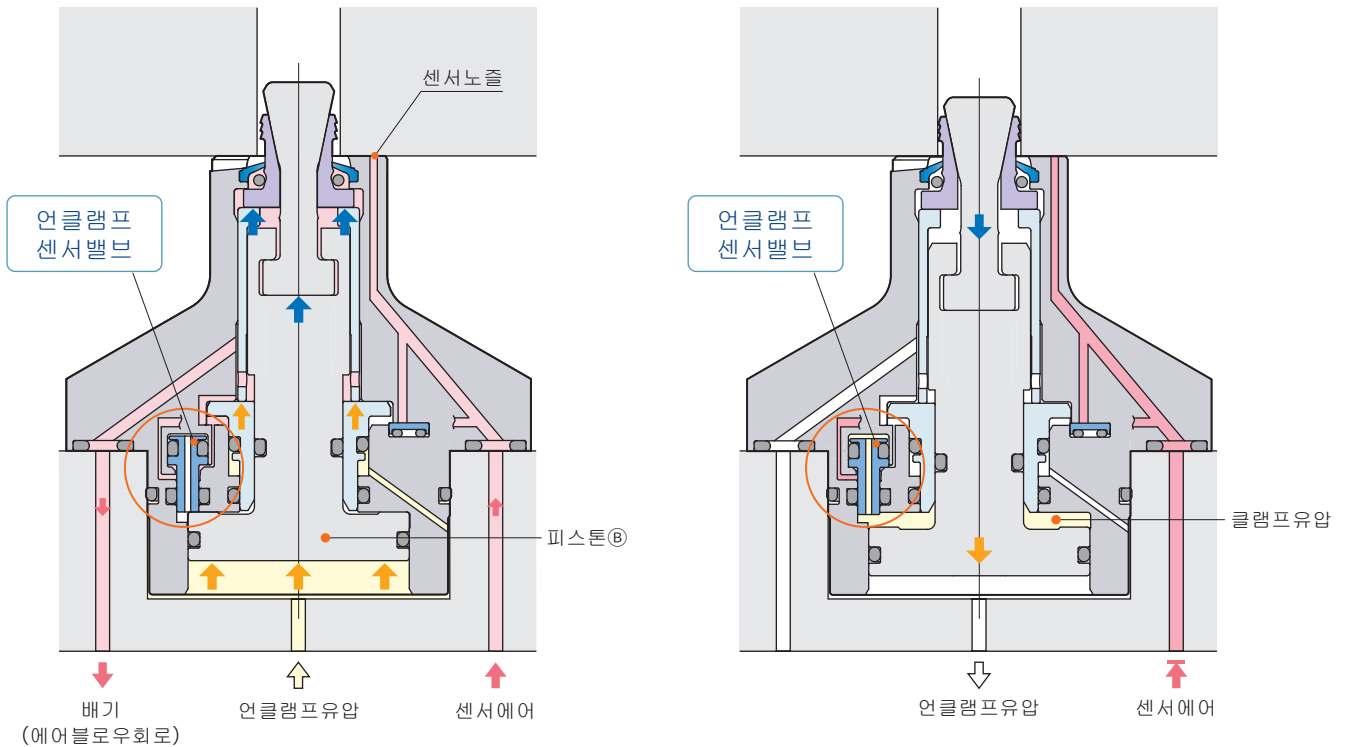 센서노즐
언클램프
센서밸브
피스톤Ⓑ
배기
(에어블로우회로)
언클램프유압
센서에어
언클램프
센서밸브
클램프유압
언클램프유압
센서에어